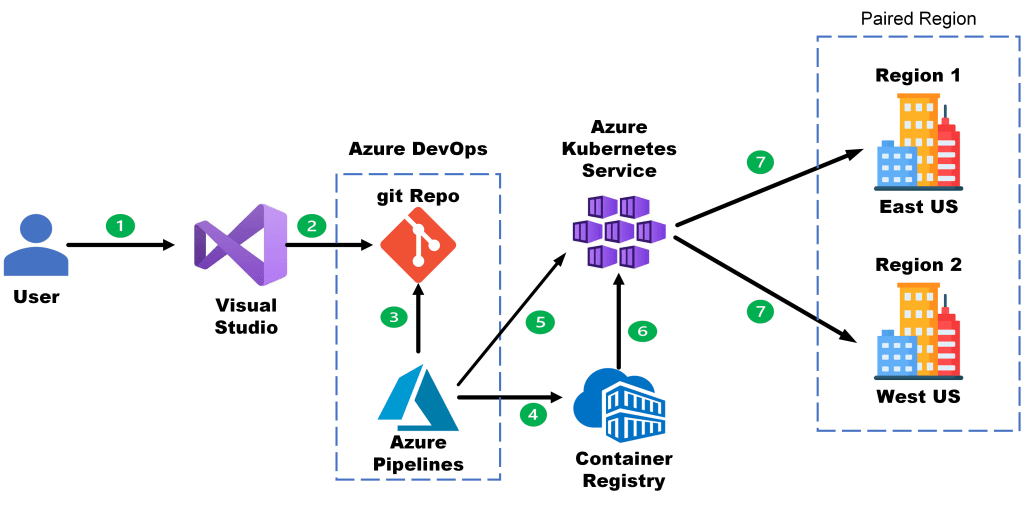 Paired Region
Region 1
Azure
Kubernetes
Service
Azure DevOps
7
git Repo
East US
1
2
User
Visual
Studio
3
5
6
Region 2
7
4
West US
Azure
Pipelines
Container
Registry